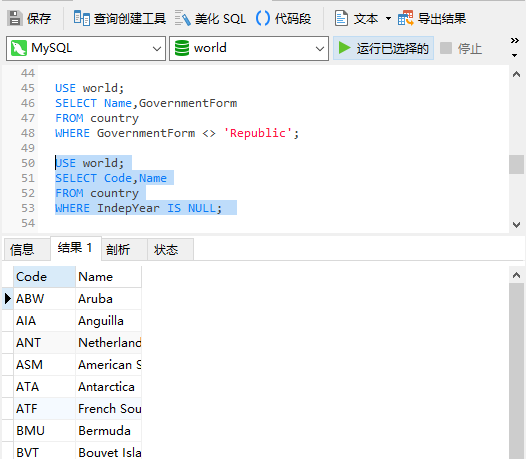 保存 查询创建工具 美化 SQL () 代码段 文本 导出结果
MySQL world 运行已选择的 停止
44
45 USE world;
46 SELECT Name,GovernmentForm
47 FROM country
48 WHERE GovernmentForm <> 'Republic';
49
50 USE world;
51 SELECT Code,Name
52 FROM country
53 WHERE IndepYear IS NULL;
54
信息 结果 1 剖析 状态
Code Name
ABW Aruba
AIA Anguilla
ANT Netherland
ASM American S
ATA Antarctica
ATF French Sou
BMU Bermuda
BVT Bouvet Isla